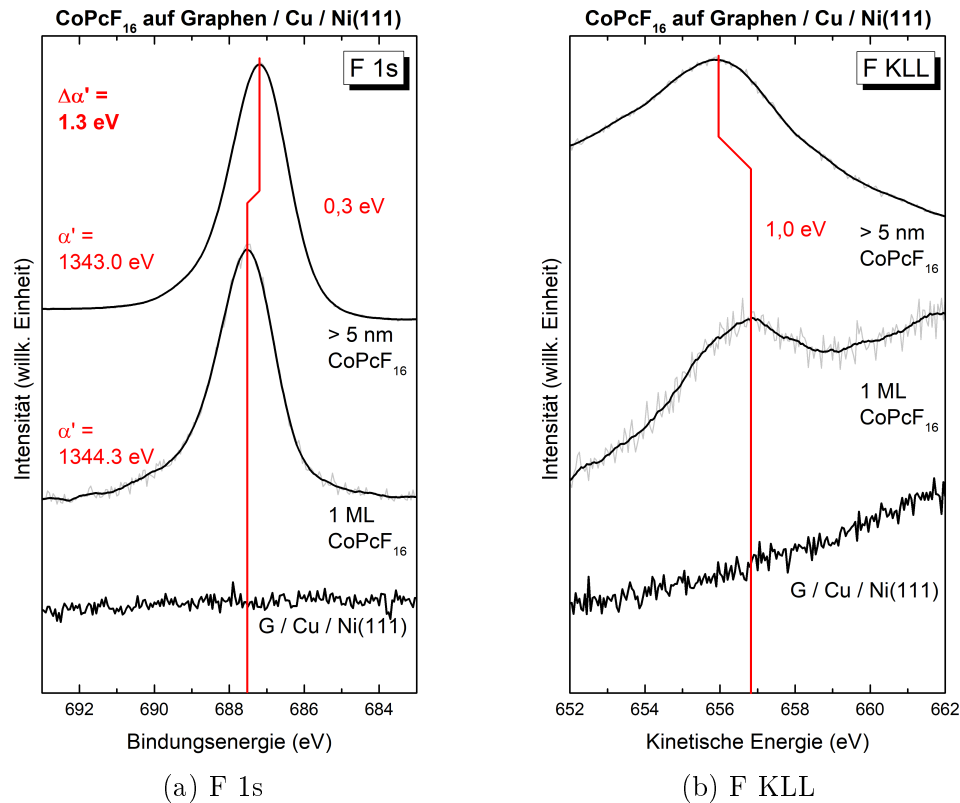 CoPcF₁₆ auf Graphen / Cu / Ni(111)
F 1s
Δα' =
1.3 eV
0,3 eV
α' =
1343.0 eV
> 5 nm
CoPcF₁₆
α' =
1344.3 eV
1 ML
CoPcF₁₆
G / Cu / Ni(111)
Intensität (willk. Einheit)
692 690 688 686 684
Bindungsenergie (eV)
(a) F 1s
CoPcF₁₆ auf Graphen / Cu / Ni(111)
F KLL
1,0 eV
> 5 nm
CoPcF₁₆
1 ML
CoPcF₁₆
G / Cu / Ni(111)
Intensität (willk. Einheit)
652 654 656 658 660 662
Kinetische Energie (eV)
(b) F KLL